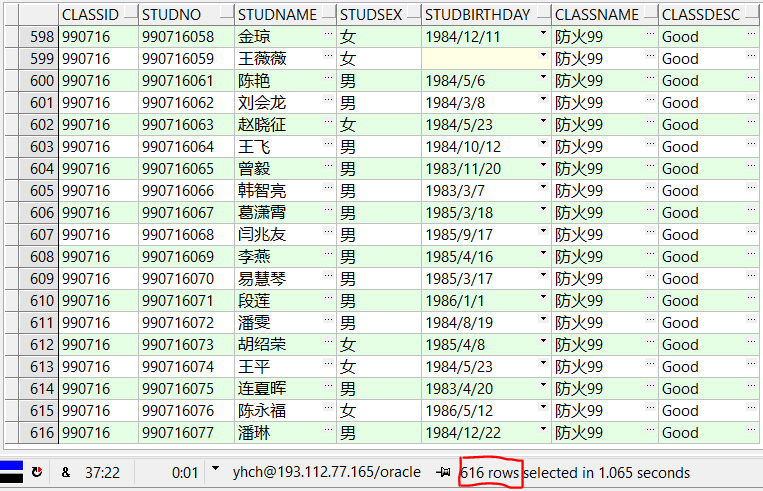 CLASSID STUDNO STUDNAME STUDSEX STUDBIRTHDAY CLASSNAME CLASSDESC
598 990716 990716058 金琼 女 1984/12/11 防火99 Good
599 990716 990716059 王薇薇 女 防火99 Good
600 990716 990716061 陈艳 男 1984/5/6 防火99 Good
601 990716 990716062 刘会龙 男 1984/3/8 防火99 Good
602 990716 990716063 赵晓征 女 1984/5/23 防火99 Good
603 990716 990716064 王飞 男 1984/10/12 防火99 Good
604 990716 990716065 曾毅 男 1983/11/20 防火99 Good
605 990716 990716066 韩智亮 男 1983/3/7 防火99 Good
606 990716 990716067 葛潇霄 男 1985/3/18 防火99 Good
607 990716 990716068 闫兆友 男 1985/9/17 防火99 Good
608 990716 990716069 李燕 男 1985/4/16 防火99 Good
609 990716 990716070 易慧琴 男 1985/3/17 防火99 Good
610 990716 990716071 段莲 男 1986/1/1 防火99 Good
611 990716 990716072 潘雯 男 1984/8/19 防火99 Good
612 990716 990716073 胡绍荣 女 1985/4/8 防火99 Good
613 990716 990716074 王平 女 1984/5/23 防火99 Good
614 990716 990716075 连夏晖 男 1983/4/20 防火99 Good
615 990716 990716076 陈永福 女 1986/5/12 防火99 Good
616 990716 990716077 潘琳 男 1984/12/22 防火99 Good
& 37:22 0:01 yhch@193.112.77.165/oracle 616 rows selected in 1.065 seconds